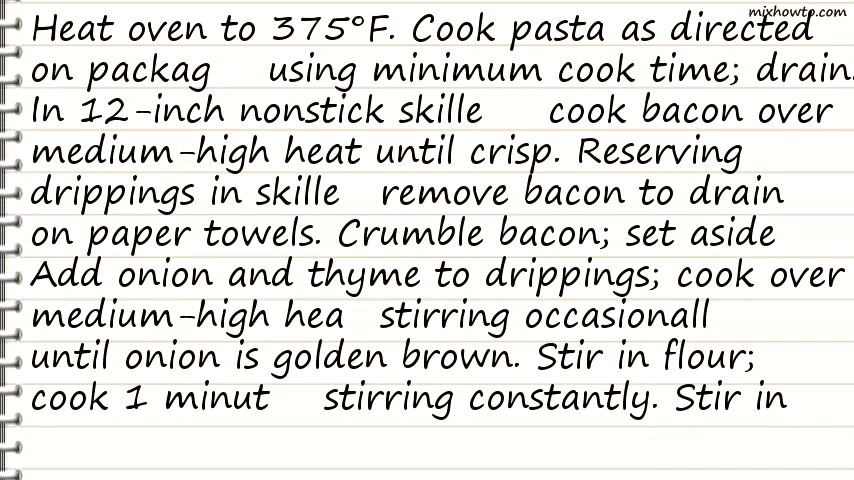 mixhowto.com
Heat oven to 375°F. Cook pasta as directed
on packag using minimum cook time; drain.
In 12-inch nonstick skille cook bacon over
medium-high heat until crisp. Reserving
drippings in skille remove bacon to drain
on paper towels. Crumble bacon; set aside
Add onion and thyme to drippings; cook over
medium-high hea stirring occasionall
until onion is golden brown. Stir in flour;
cook 1 minut stirring constantly. Stir in